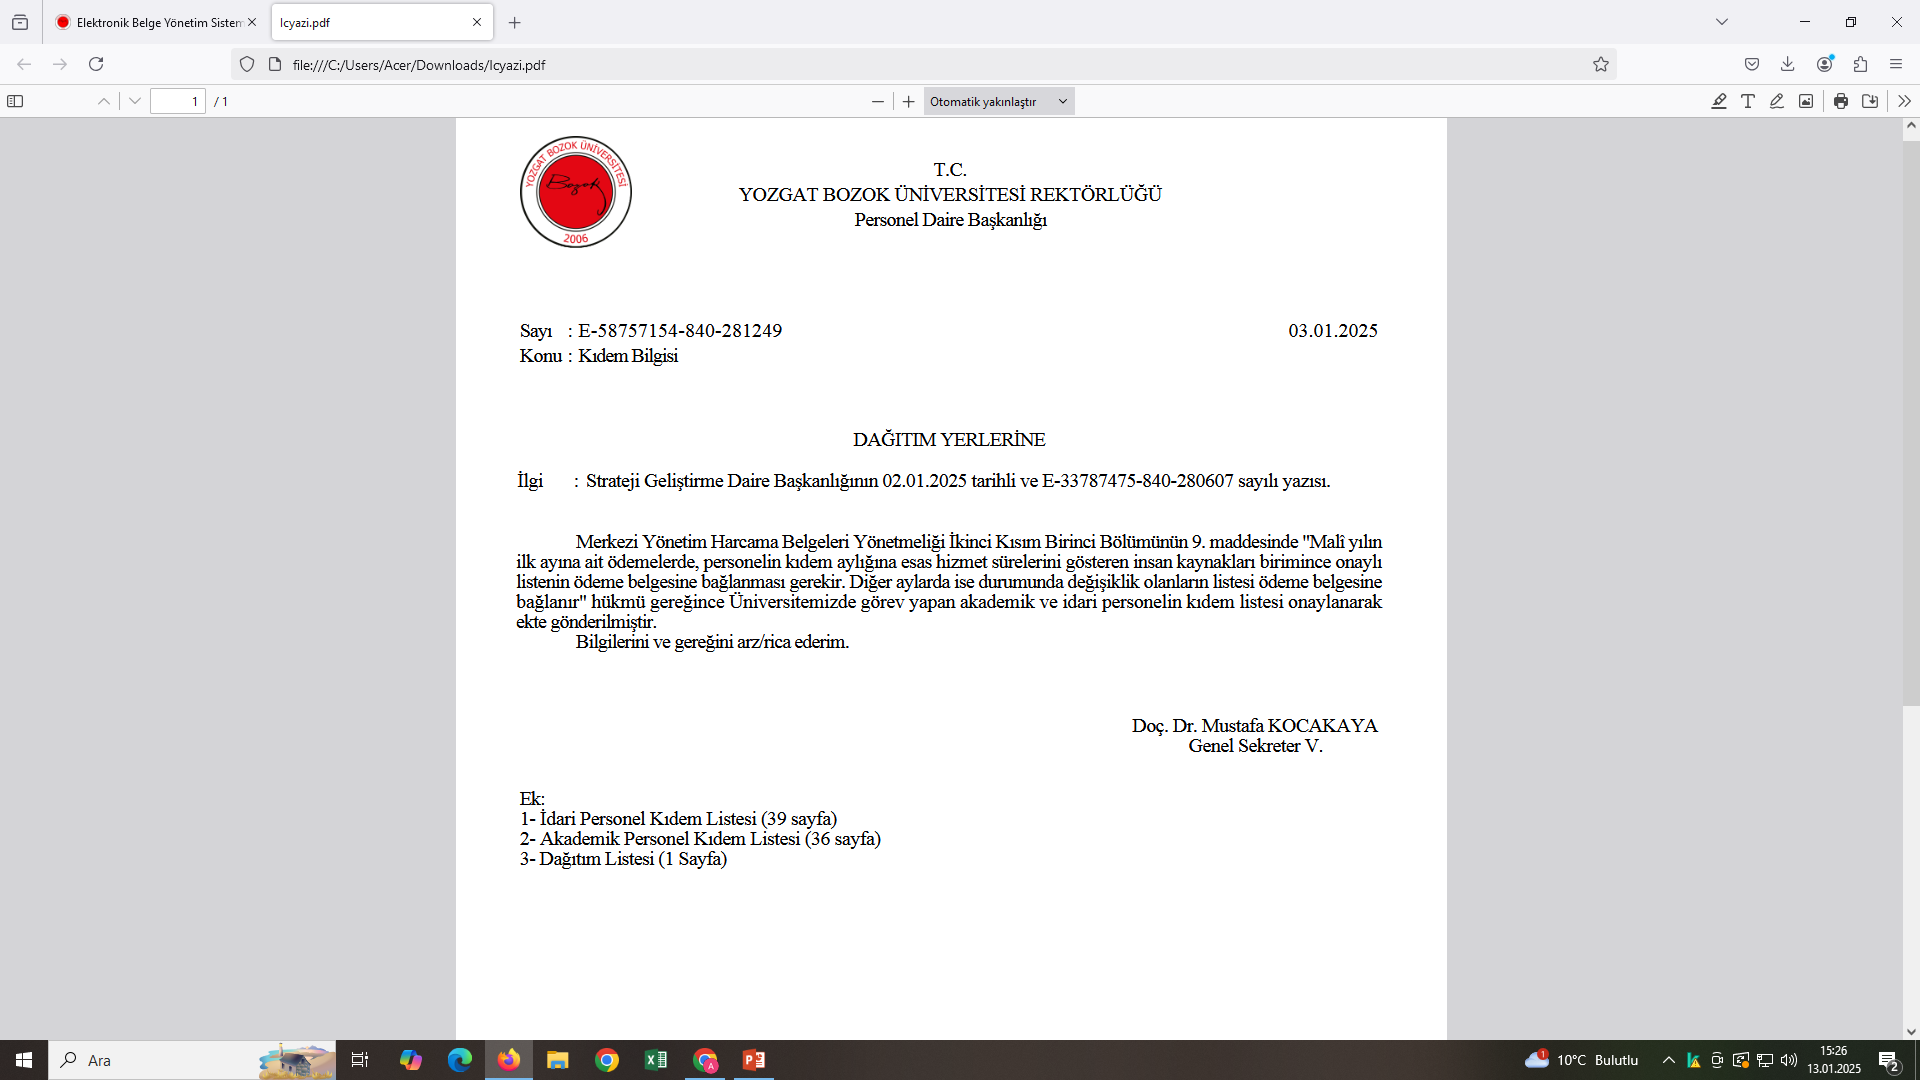 Elektronik Belge Yönetim Sistem
Icyazi.pdf
file:///C:/Users/Acer/Downloads/Icyazi.pdf
1 / 1
Otomatik yakınlaştır
YOZGAT BOZOK ÜNİVERSİTESİ
Bozok
2006
T.C.
YOZGAT BOZOK ÜNİVERSİTESİ REKTÖRLÜĞÜ
Personel Daire Başkanlığı
Sayı : E-58757154-840-281249 03.01.2025
Konu : Kıdem Bilgisi
DAĞITIM YERLERİNE
İlgi : Strateji Geliştirme Daire Başkanlığının 02.01.2025 tarihli ve E-33787475-840-280607 sayılı yazısı.
Merkezi Yönetim Harcama Belgeleri Yönetmeliği İkinci Kısım Birinci Bölümünün 9. maddesinde "Malî yılın
ilk ayına ait ödemelerde, personelin kıdem aylığına esas hizmet sürelerini gösteren insan kaynakları birimince onaylı
listenin ödeme belgesine bağlanması gerekir. Diğer aylarda ise durumunda değişiklik olanların listesi ödeme belgesine
bağlanır" hükmü gereğince Üniversitemizde görev yapan akademik ve idari personelin kıdem listesi onaylanarak
ekte gönderilmiştir.
Bilgilerini ve gereğini arz/rica ederim.
Doç. Dr. Mustafa KOCAKAYA
Genel Sekreter V.
Ek:
1- İdari Personel Kıdem Listesi (39 sayfa)
2- Akademik Personel Kıdem Listesi (36 sayfa)
3- Dağıtım Listesi (1 Sayfa)
Ara
1
10°C Bulutlu
15:26
13.01.2025
2